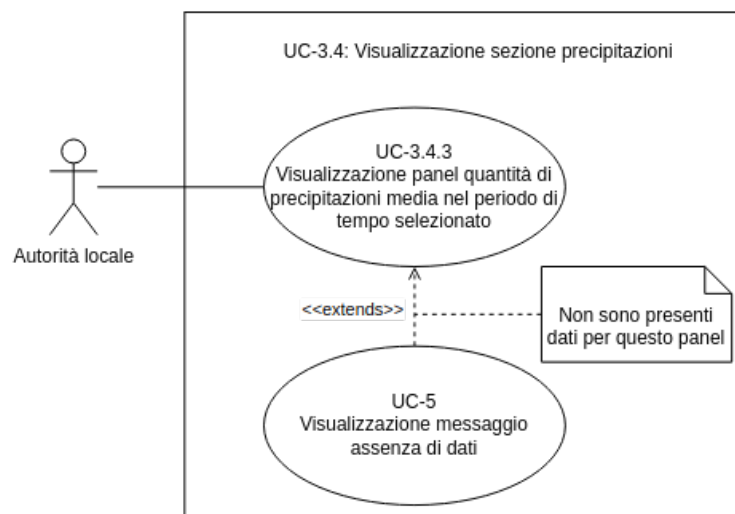 UC-3.4: Visualizzazione sezione precipitazioni
UC-3.4.3
Visualizzazione panel quantità di
precipitazioni media nel periodo di
tempo selezionato
Autorità locale
<<extends>>
Non sono presenti
dati per questo panel
UC-5
Visualizzazione messaggio
assenza di dati